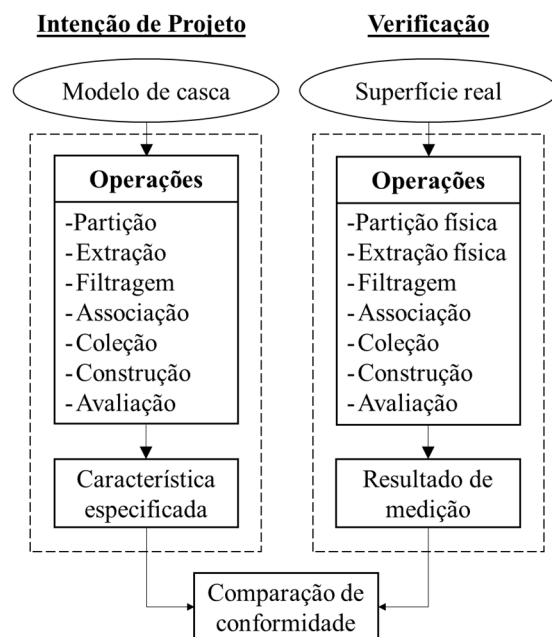 Intenção de Projeto
Modelo de casca
Operações
-Partição
-Extração
-Filtragem
-Associação
-Coleção
-Construção
-Avaliação
Característica
especificada
Verificação
Superfície real
Operações
-Partição física
-Extração física
-Filtragem
-Associação
-Coleção
-Construção
-Avaliação
Resultado de
medição
Comparação de
conformidade